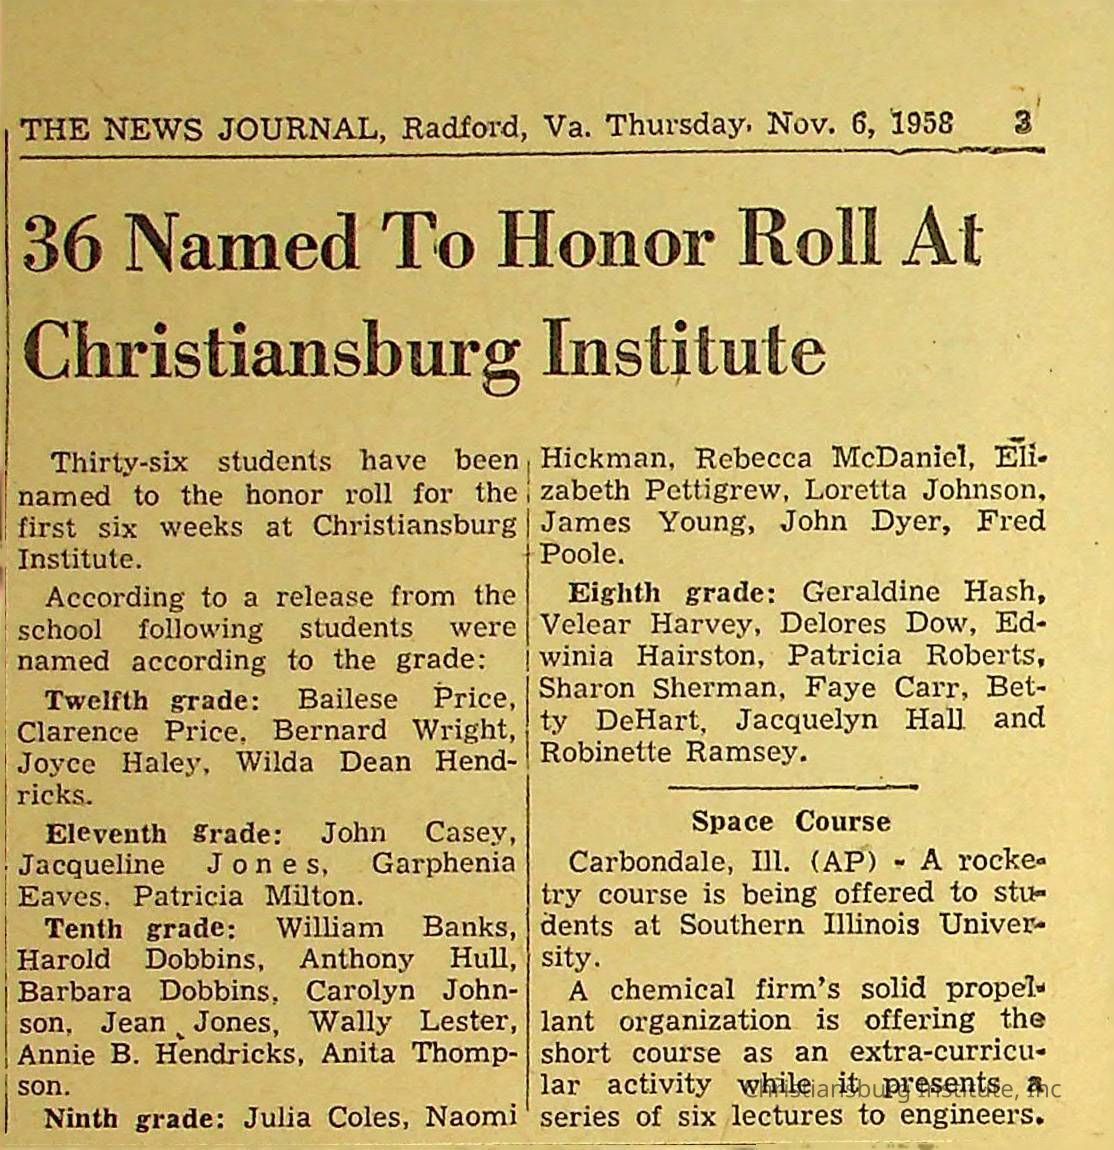 THE NEWS JOURNAL, Radford, Va. Thursday, Nov. 6, 1958 3
36 Named To Honor Roll At
Christiansburg Institute
Thirty-six students have been
named to the honor roll for the
first six weeks at Christiansburg
Institute.
According to a release from the
school following students were
named according to the grade:
Twelfth grade: Bailese Price,
Clarence Price, Bernard Wright,
Joyce Haley, Wilda Dean Hend-
ricks.
Eleventh grade: John Casey,
Jacqueline Jones, Garphenia
Eaves, Patricia Milton.
Tenth grade: William Banks,
Harold Dobbins, Anthony Hull,
Barbara Dobbins, Carolyn John-
son, Jean Jones, Wally Lester,
Annie B. Hendricks, Anita Thomp-
son.
Ninth grade: Julia Coles, Naomi
Hickman, Rebecca McDaniel, Eli-
zabeth Pettigrew, Loretta Johnson,
James Young, John Dyer, Fred
Poole.
Eighth grade: Geraldine Hash,
Velear Harvey, Delores Dow, Ed-
winia Hairston, Patricia Roberts,
Sharon Sherman, Faye Carr, Bet-
ty DeHart, Jacquelyn Hall and
Robinette Ramsey.
Space Course
Carbondale, Ill. (AP) - A rocke-
try course is being offered to stu-
dents at Southern Illinois Univer-
sity.
A chemical firm's solid propel-
lant organization is offering the
short course as an extra-curricu-
lar activity while it presents a
series of six lectures to engineers.
Christiansburg Institute, Inc